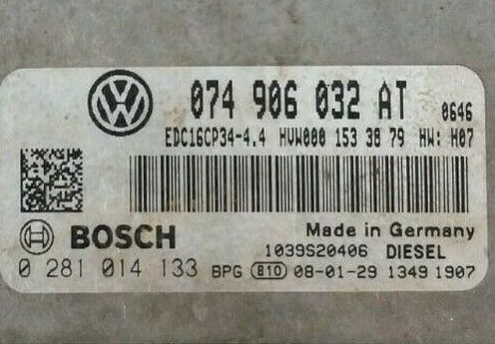 074 906 032 AT 0646
EDC16CP34-4.4 HVW000 153 38 79 HW: H07
BOSCH
Made in Germany
1039S20406 DIESEL
0 281 014 133 BPG 810 08-01-29 1349 1907